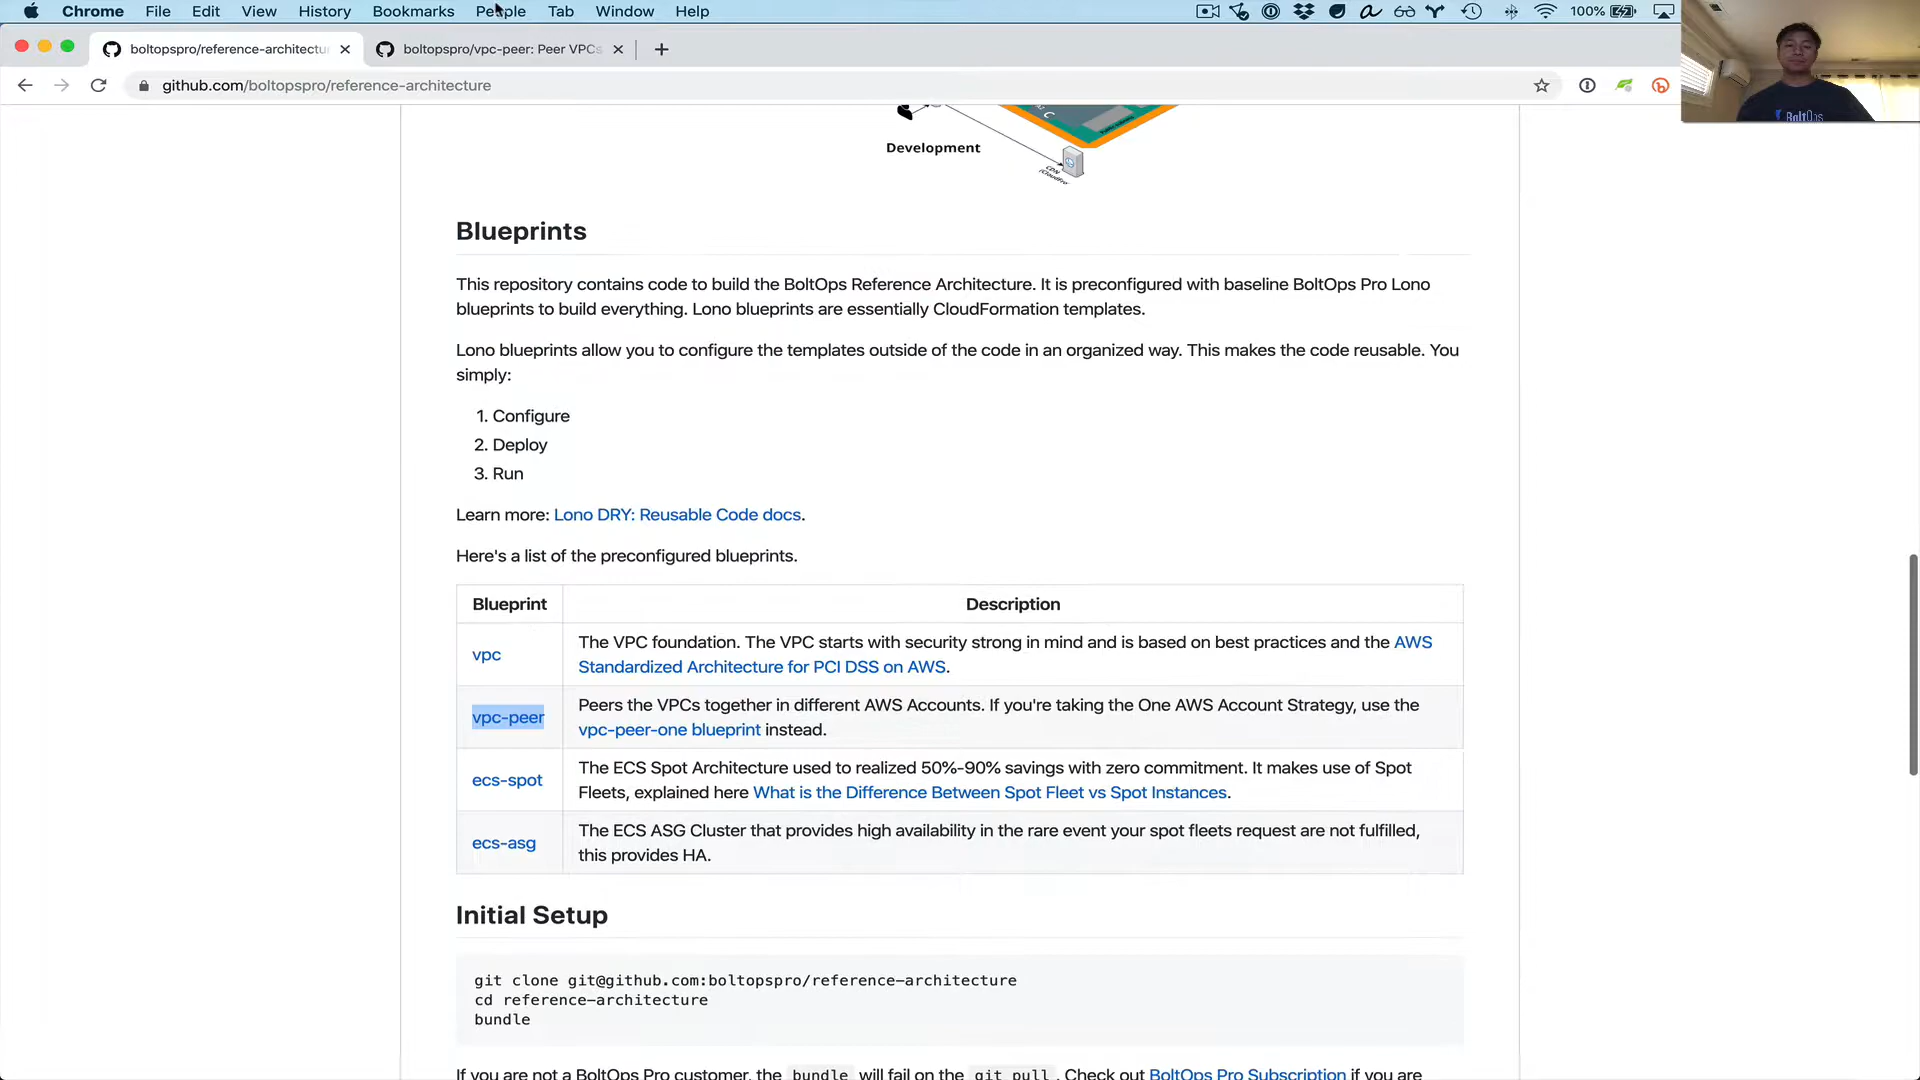 Chrome File Edit View History Bookmarks People Tab Window Help
100%
boltopspro/reference-architectu
boltopspro/vpc-peer: Peer VPCs
github.com/boltopspro/reference-architecture
BoltOps
C
Development
CDN
Blueprints
This repository contains code to build the BoltOps Reference Architecture. It is preconfigured with baseline BoltOps Pro Lono
blueprints to build everything. Lono blueprints are essentially CloudFormation templates.
Lono blueprints allow you to configure the templates outside of the code in an organized way. This makes the code reusable. You
simply:
1. Configure
2. Deploy
3. Run
Learn more: Lono DRY: Reusable Code docs.
Here's a list of the preconfigured blueprints.
Blueprint Description
vpc
The VPC foundation. The VPC starts with security strong in mind and is based on best practices and the AWS
Standardized Architecture for PCI DSS on AWS.
vpc-peer
Peers the VPCs together in different AWS Accounts. If you're taking the One AWS Account Strategy, use the
vpc-peer-one blueprint instead.
ecs-spot
The ECS Spot Architecture used to realized 50%-90% savings with zero commitment. It makes use of Spot
Fleets, explained here What is the Difference Between Spot Fleet vs Spot Instances.
ecs-asg
The ECS ASG Cluster that provides high availability in the rare event your spot fleets request are not fulfilled,
this provides HA.
Initial Setup
git clone git@github.com:boltopspro/reference-architecture
cd reference-architecture
bundle
If you are not a BoltOps Pro customer, the bundle will fail on the git pull. Check out BoltOps Pro Subscription if you are